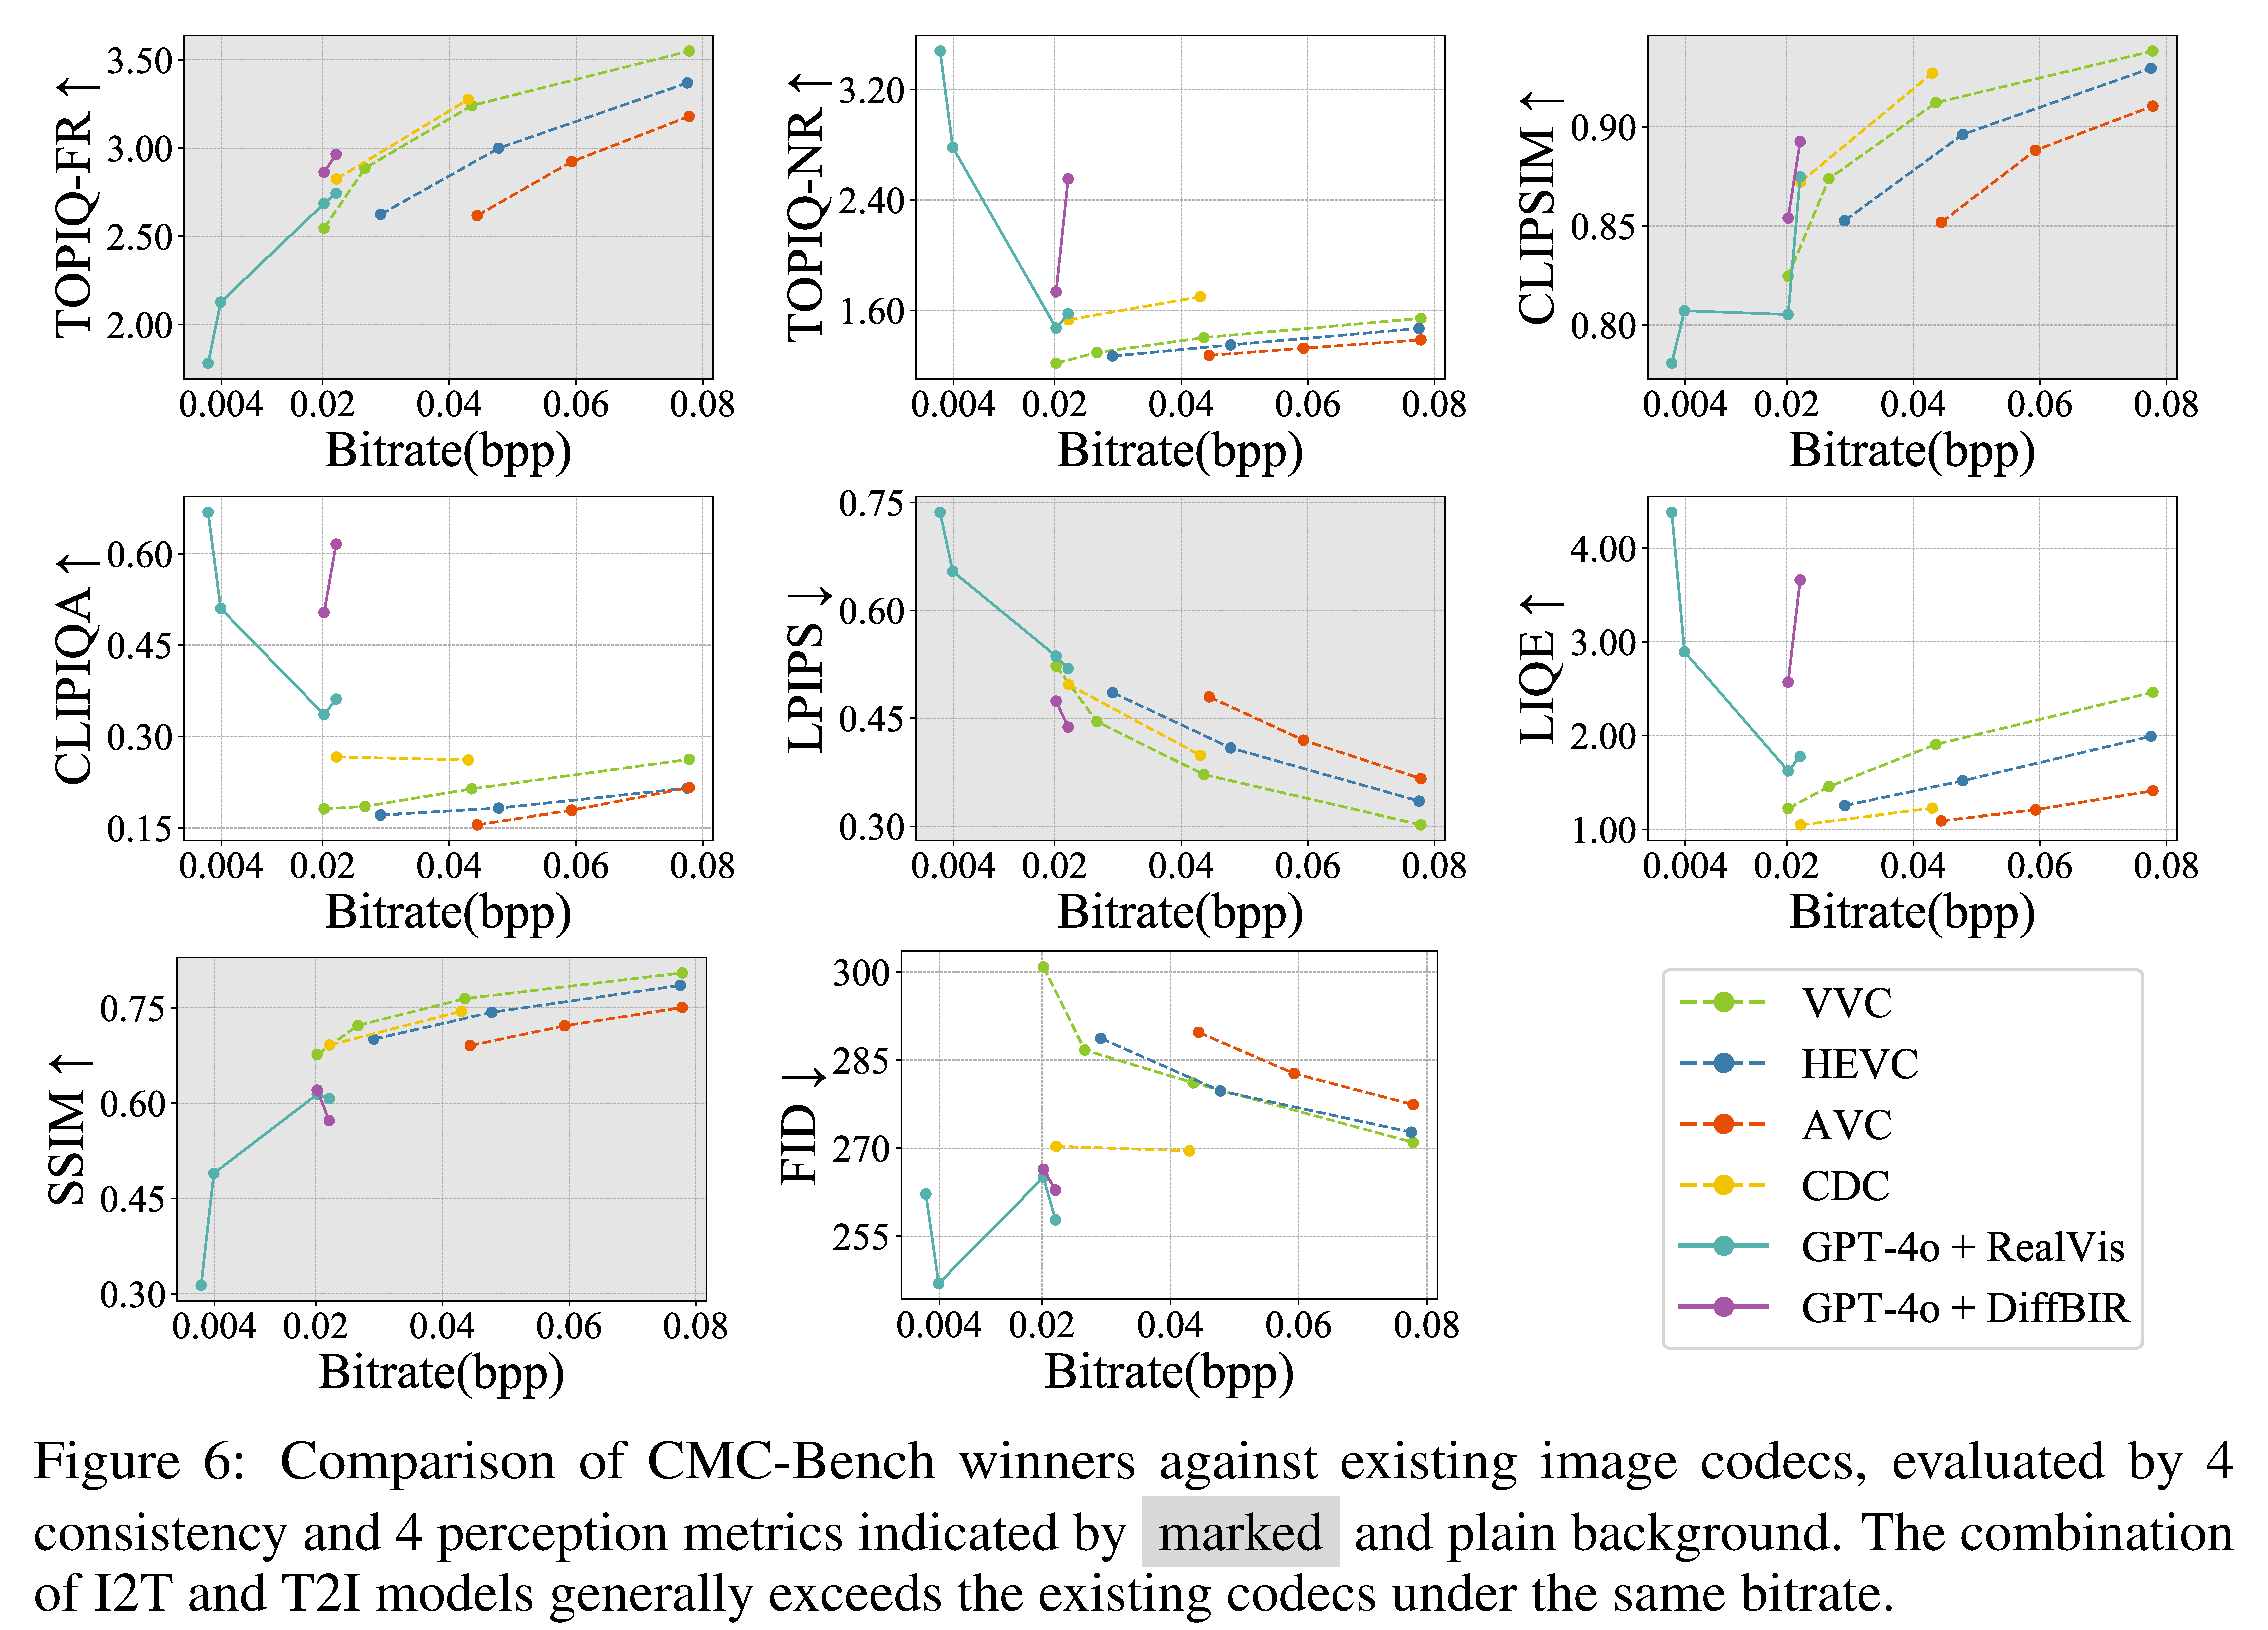 TOPIQ-FR ↑
3.50
3.00
2.50
2.00
0.004 0.02 0.04 0.06 0.08
Bitrate(bpp)
TOPIQ-NR ↑
3.20
2.40
1.60
0.004 0.02 0.04 0.06 0.08
Bitrate(bpp)
CLIPSIM ↑
0.90
0.85
0.80
0.004 0.02 0.04 0.06 0.08
Bitrate(bpp)
CLIPIQA ↑
0.60
0.45
0.30
0.15
0.004 0.02 0.04 0.06 0.08
Bitrate(bpp)
LPIPS ↓
0.75
0.60
0.45
0.30
0.004 0.02 0.04 0.06 0.08
Bitrate(bpp)
LIQE ↑
4.00
3.00
2.00
1.00
0.004 0.02 0.04 0.06 0.08
Bitrate(bpp)
SSIM ↑
0.75
0.60
0.45
0.30
0.004 0.02 0.04 0.06 0.08
Bitrate(bpp)
FID ↓
300
285
270
255
0.004 0.02 0.04 0.06 0.08
Bitrate(bpp)
VVC
HEVC
AVC
CDC
GPT-4o + RealVis
GPT-4o + DiffBIR
Figure 6: Comparison of CMC-Bench winners against existing image codecs, evaluated by 4
consistency and 4 perception metrics indicated by marked and plain background. The combination
of I2T and T2I models generally exceeds the existing codecs under the same bitrate.